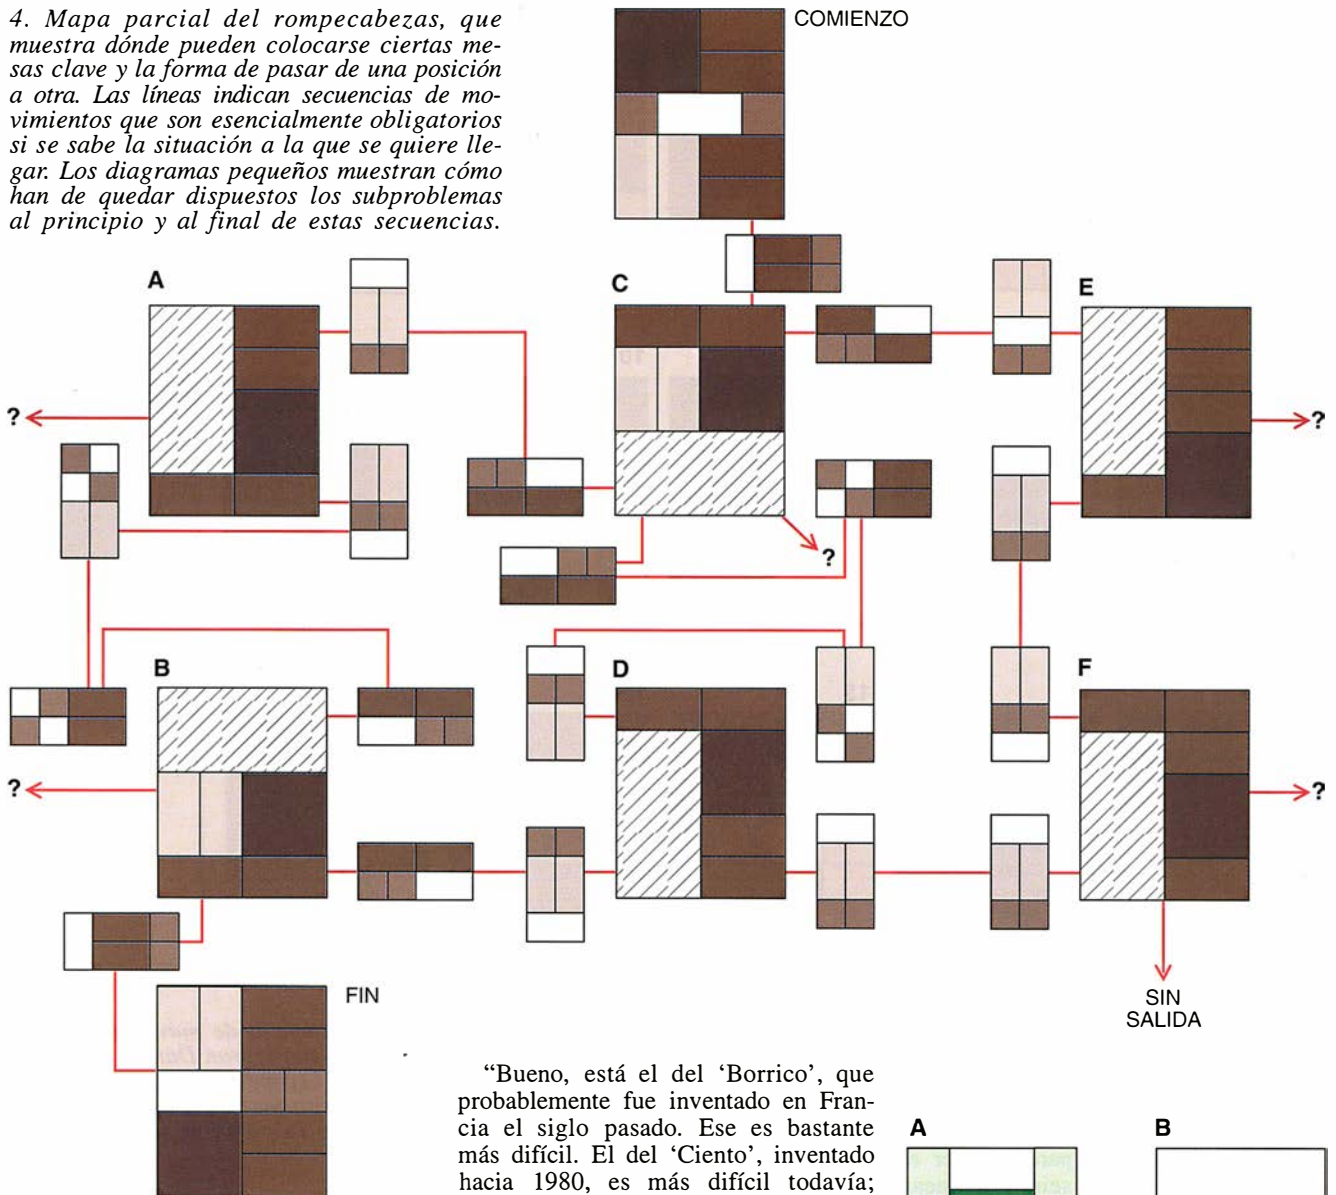 4. Mapa parcial del rompecabezas, que
muestra dónde pueden colocarse ciertas me-
sas clave y la forma de pasar de una posición
a otra. Las líneas indican secuencias de mo-
vimientos que son esencialmente obligatorios
si se sabe la situación a la que se quiere lle-
gar. Los diagramas pequeños muestran cómo
han de quedar dispuestos los subproblemas
al principio y al final de estas secuencias.
COMIENZO
A
C
E
?
?
?
B
D
F
?
?
SIN
SALIDA
FIN
“Bueno, está el del ‘Borrico’, que
probablemente fue inventado en Fran-
cia el siglo pasado. Ese es bastante
más difícil. El del ‘Ciento’, inventado
hacia 1980, es más difícil todavía;
A
B